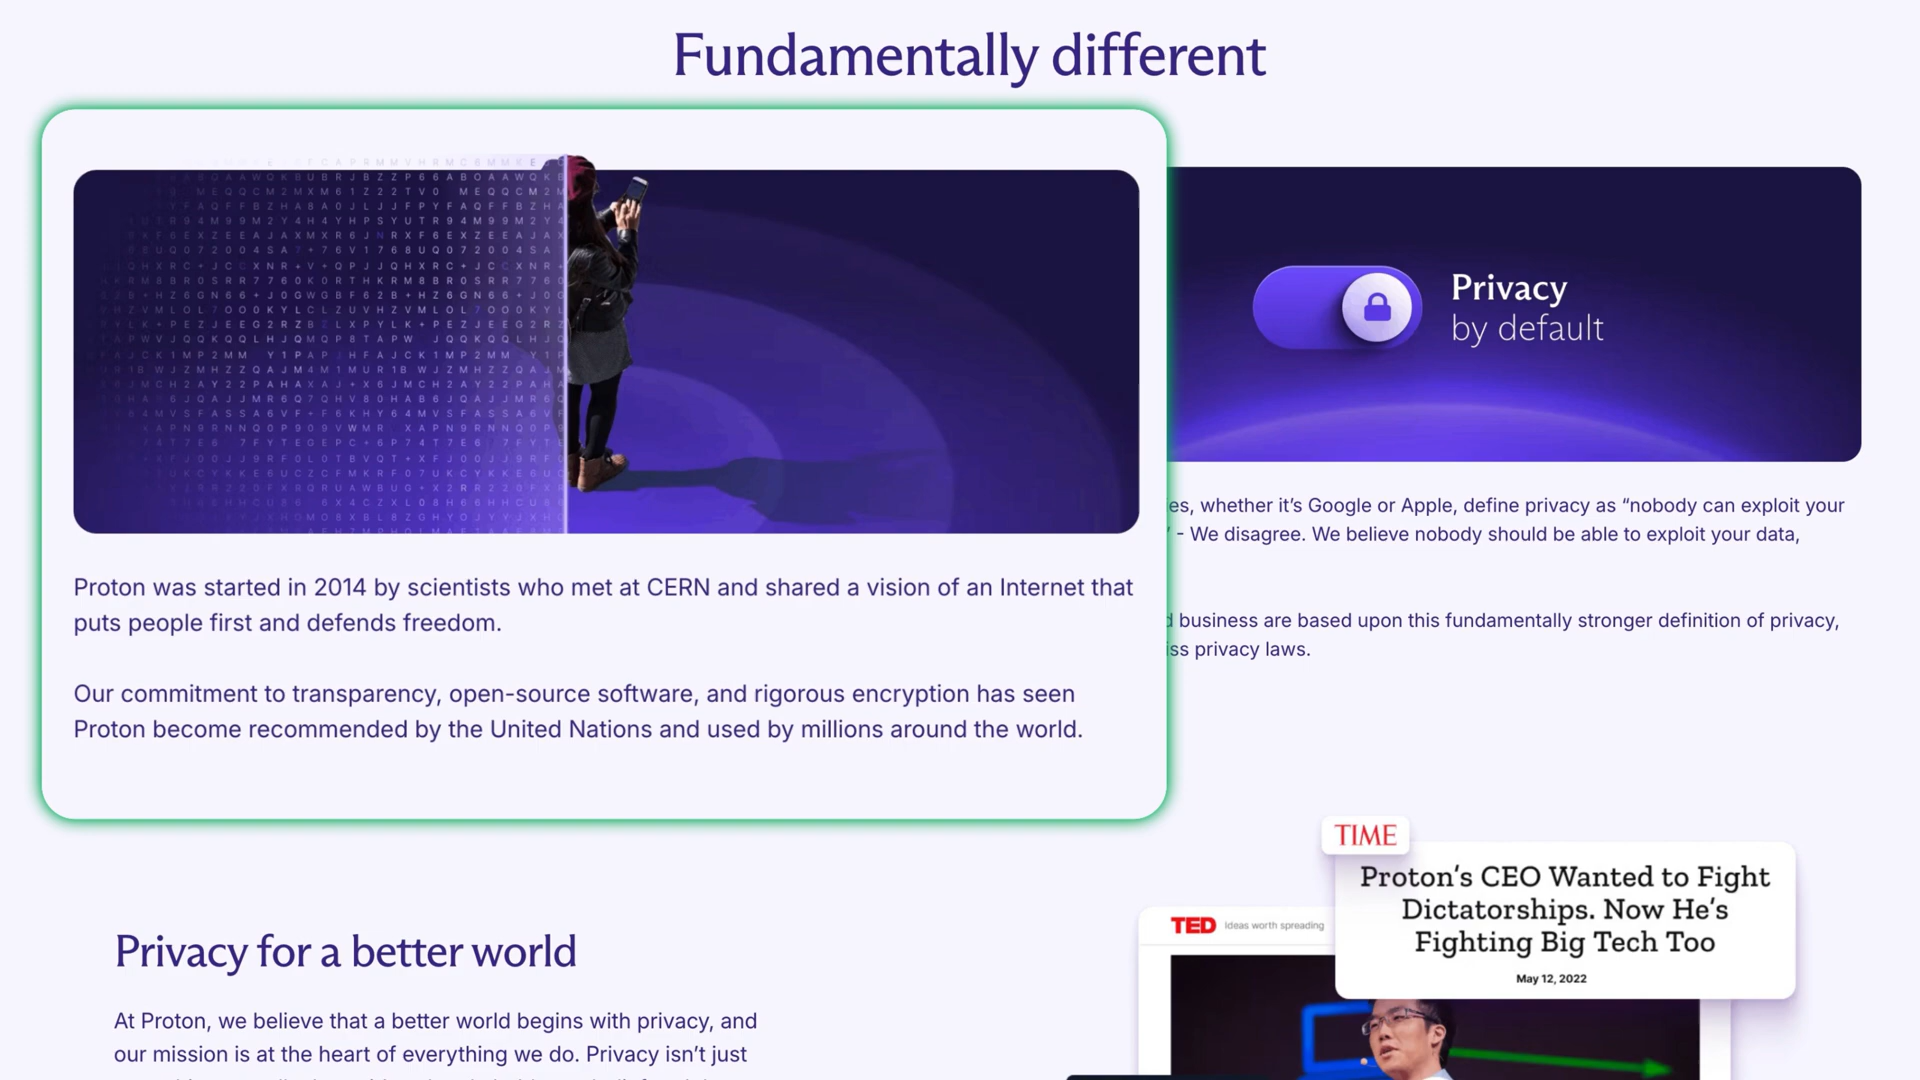 Fundamentally different
Privacy
by default
Proton was started in 2014 by scientists who met at CERN and shared a vision of an Internet that
puts people first and defends freedom.
Our commitment to transparency, open-source software, and rigorous encryption has seen
Proton become recommended by the United Nations and used by millions around the world.
whether it’s Google or Apple, define privacy as “nobody can exploit your
- We disagree. We believe nobody should be able to exploit your data,
business are based upon this fundamentally stronger definition of privacy,
privacy laws.
Privacy for a better world
At Proton, we believe that a better world begins with privacy, and
our mission is at the heart of everything we do. Privacy isn’t just
TIME
Proton’s CEO Wanted to Fight
Dictatorships. Now He’s
Fighting Big Tech Too
May 12, 2022
TED Ideas worth spreading